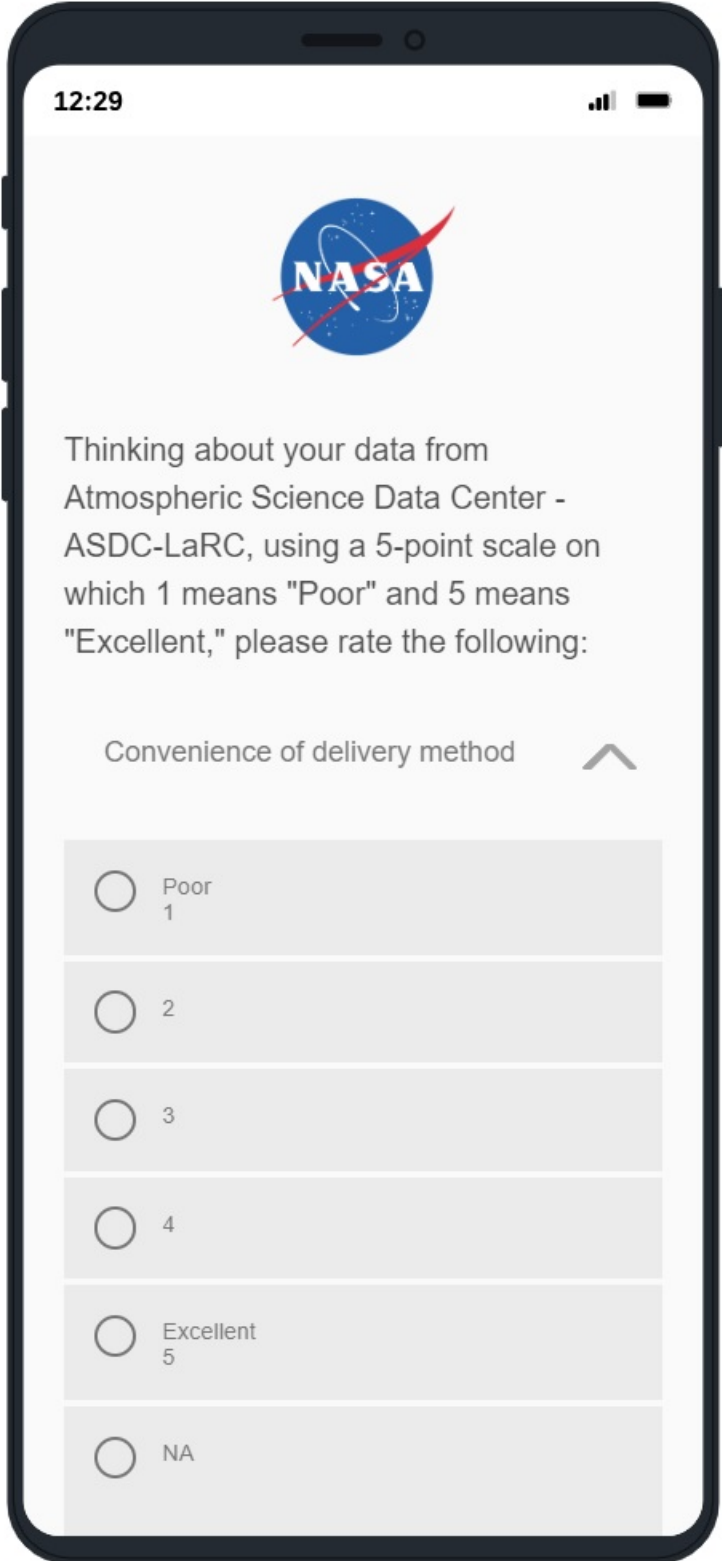 12:29
NASA
Thinking about your data from
Atmospheric Science Data Center -
ASDC-LaRC, using a 5-point scale on
which 1 means "Poor" and 5 means
"Excellent," please rate the following:
Convenience of delivery method
Poor
1
2
3
4
Excellent
5
NA